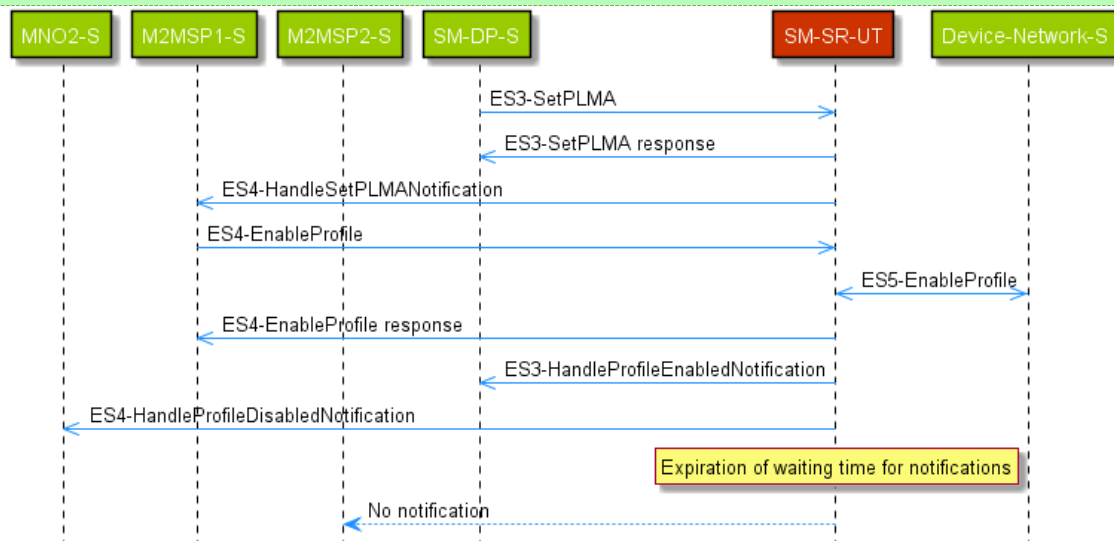 MNO2-S
M2MSP1-S
M2MSP2-S
SM-DP-S
SM-SR-UT
Device-Network-S
ES3-SetPLMA
ES3-SetPLMA response
ES4-HandleSetPLMANotification
ES4-EnableProfile
ES5-EnableProfile
ES4-EnableProfile response
ES3-HandleProfileEnabledNotification
ES4-HandleProfileDisabledNotification
Expiration of waiting time for notifications
No notification